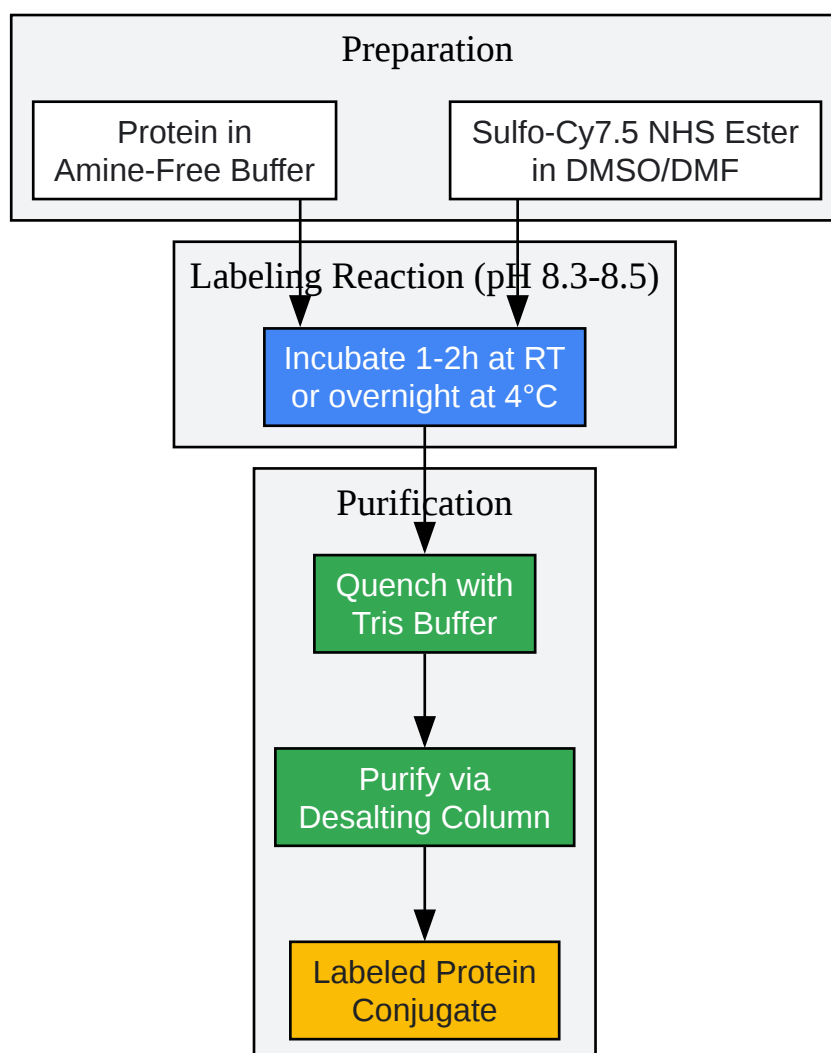 Preparation
Protein in
Amine-Free Buffer
Sulfo-Cy7.5 NHS Ester
in DMSO/DMF
Labeling Reaction (pH 8.3-8.5)
Incubate 1-2h at RT
or overnight at 4°C
Purification
Quench with
Tris Buffer
Purify via
Desalting Column
Labeled Protein
Conjugate